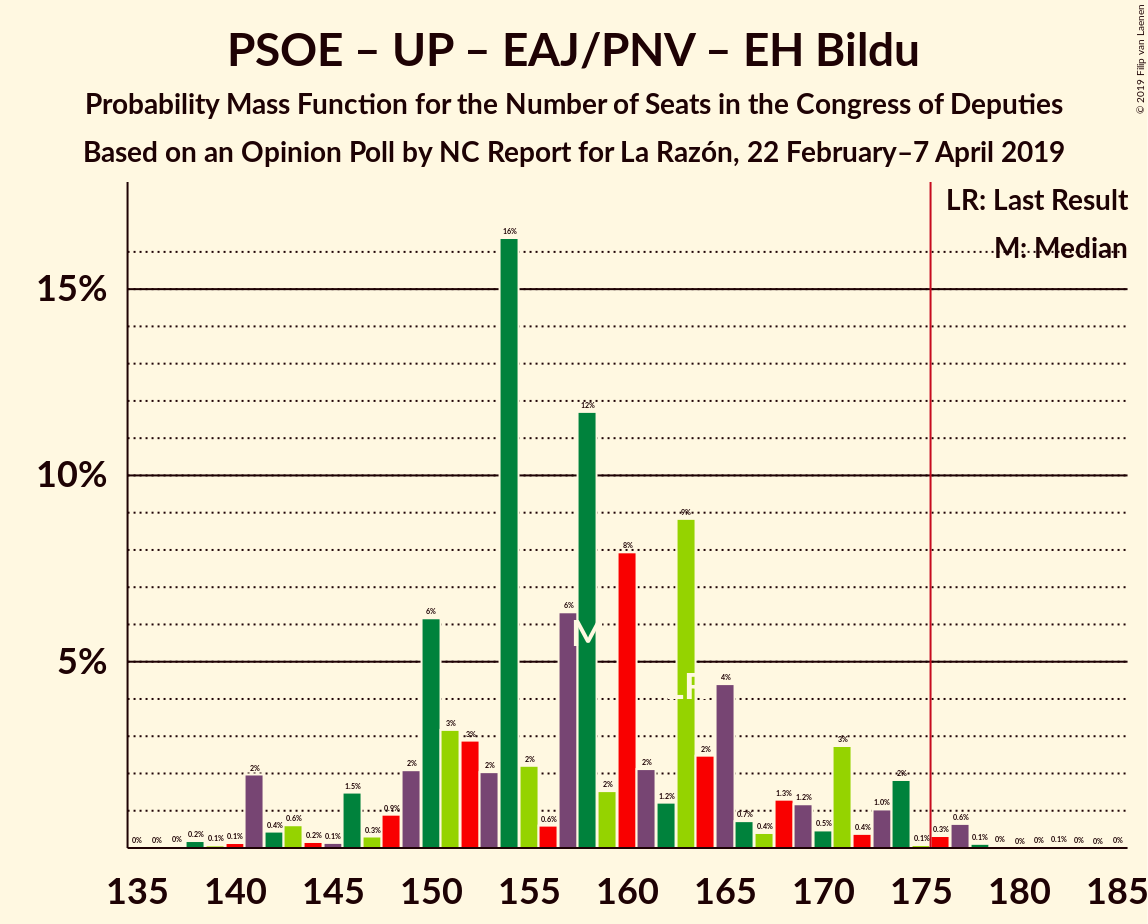 PSOE – UP – EAJ/PNV – EH Bildu
Probability Mass Function for the Number of Seats in the Congress of Deputies
Based on an Opinion Poll by NC Report for La Razón, 22 February–7 April 2019
© 2019 Filip van Laenen
LR: Last Result
M: Median
15%
10%
5%
0% 0% 0% 0.2% 0.1% 0.1% 2% 0.4% 0.6% 0.2% 0.1% 1.5% 0.3% 0.9% 2% 6% 3% 3% 2% 16% 2% 0.6% 6% 12% 2% 8% 2% 1.2% 9% 2% 4% 0.7% 0.4% 1.3% 1.2% 0.5% 3% 0.4% 1.0% 2% 0.1% 0.3% 0.6% 0.1% 0% 0% 0% 0.1% 0% 0% 0%
M
LR
135 140 145 150 155 160 165 170 175 180 185